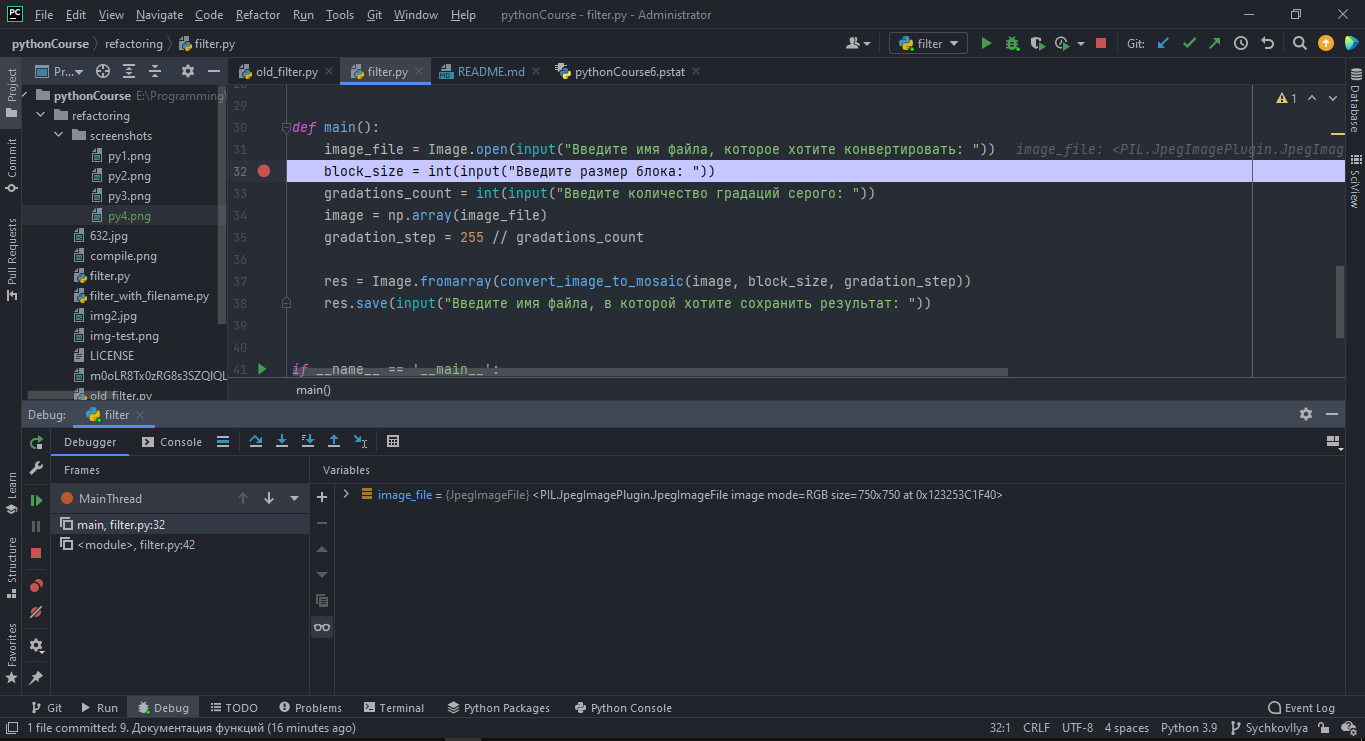 PC File Edit View Navigate Code Refactor Run Tools Git Window Help pythonCourse - filter.py - Administrator
pythonCourse refactoring filter.py filter Git:
Project Pr... old_filter.py filter.py README.md pythonCourse6.pstat
pythonCourse E:\Programming\
refactoring
screenshots
py1.png
py2.png
py3.png
py4.png
632.jpg
compile.png
filter.py
filter_with_filename.py
img2.jpg
img-test.png
LICENSE
m0oLR8Tx0zRG8s3SZQIQL
old_filter.py
Commit
Pull Requests
Learn
Structure
Favorites
Database
SciView
1
29
30 def main():
31 image_file = Image.open(input("Введите имя файла, которое хотите конвертировать: ")) image_file: <PIL.JpegImagePlugin.JpegImag
32 block_size = int(input("Введите размер блока: "))
33 gradations_count = int(input("Введите количество градаций серого: "))
34 image = np.array(image_file)
35 gradation_step = 255 // gradations_count
36
37 res = Image.fromarray(convert_image_to_mosaic(image, block_size, gradation_step))
38 res.save(input("Введите имя файла, в которой хотите сохранить результат: "))
39
40
41 if __name__ == '__main__':
main()
Debug: filter
Debugger Console
Frames Variables
MainThread
main, filter.py:32
<module>, filter.py:42
image_file = {JpegImageFile} <PIL.JpegImagePlugin.JpegImageFile image mode=RGB size=750x750 at 0x123253C1F40>
Git Run Debug TODO Problems Terminal Python Packages Python Console Event Log
1 file committed: 9. Документация функций (16 minutes ago) 32:1 CRLF UTF-8 4 spaces Python 3.9 SychkovIlya